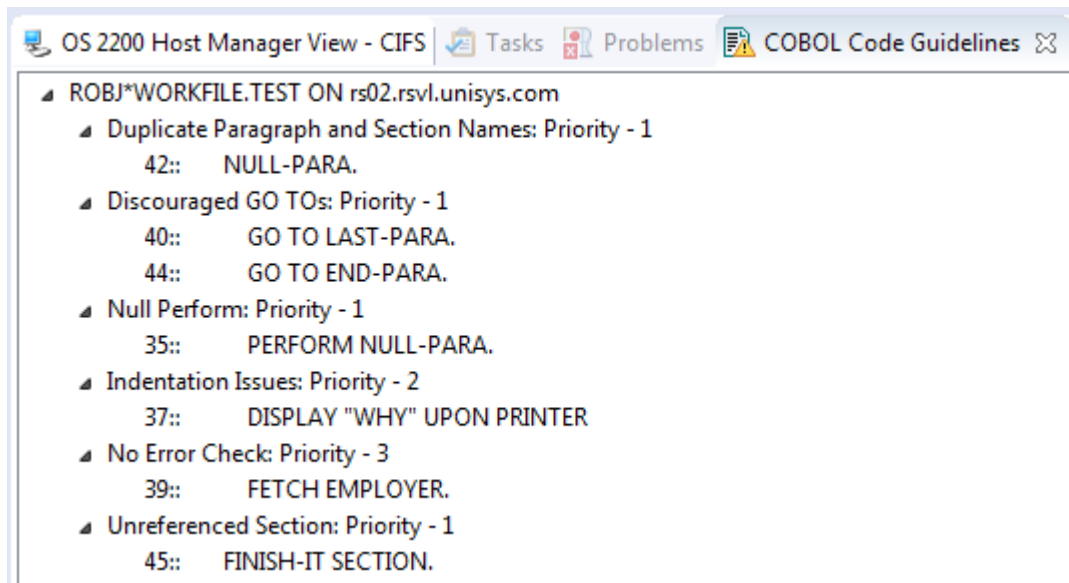 OS 2200 Host Manager View - CIFS Tasks Problems COBOL Code Guidelines
ROBJ*WORKFILE.TEST ON rs02.rsvl.unisys.com
Duplicate Paragraph and Section Names: Priority - 1
42:: NULL-PARA.
Discouraged GO TOs: Priority - 1
40:: GO TO LAST-PARA.
44:: GO TO END-PARA.
Null Perform: Priority - 1
35:: PERFORM NULL-PARA.
Indentation Issues: Priority - 2
37:: DISPLAY "WHY" UPON PRINTER
No Error Check: Priority - 3
39:: FETCH EMPLOYER.
Unreferenced Section: Priority - 1
45:: FINISH-IT SECTION.